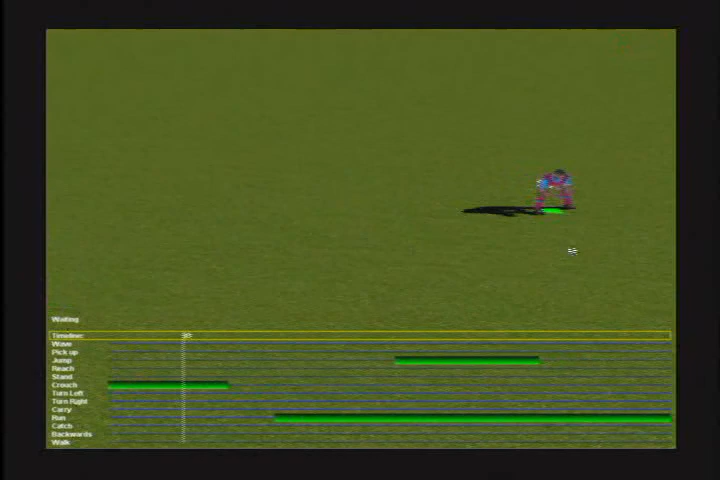 Waiting
Timeline:
Wave
Pick up
Jump
Reach
Stand
Crouch
Turn Left
Turn Right
Carry
Run
Catch
Backwards
Walk